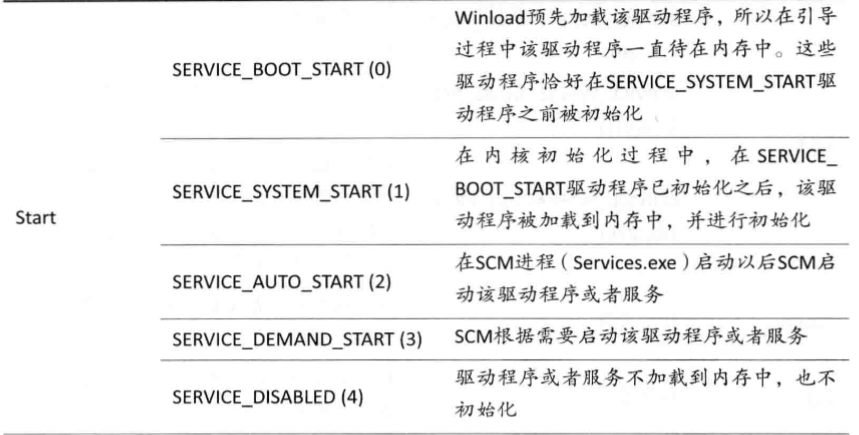 Winload预先加载该驱动程序，所以在引导
过程中该驱动程序一直待在内存中。这些
SERVICE_BOOT_START (0)
驱动程序恰好在SERVICE_SYSTEM_START驱
动程序之前被初始化
在内核初始化过程中，在SERVICE_
SERVICE_SYSTEM_START (1)
BOOT_START驱动程序已初始化之后，该驱
动程序被加载到内存中，并进行初始化
Start
SERVICE_AUTO_START (2)
在SCM进程（Services.exe）启动以后SCM启
动该驱动程序或者服务
SERVICE_DEMAND_START (3)
SCM根据需要启动该驱动程序或者服务
SERVICE_DISABLED (4)
驱动程序或者服务不加载到内存中，也不
初始化